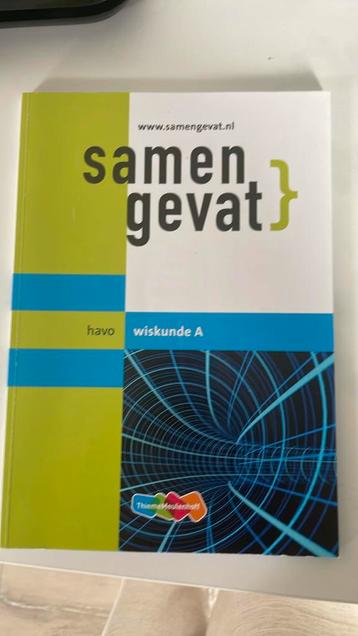 www.samengevat.nl
samen
gevat}
havo
wiskunde A
ThiemeMeulenhoff